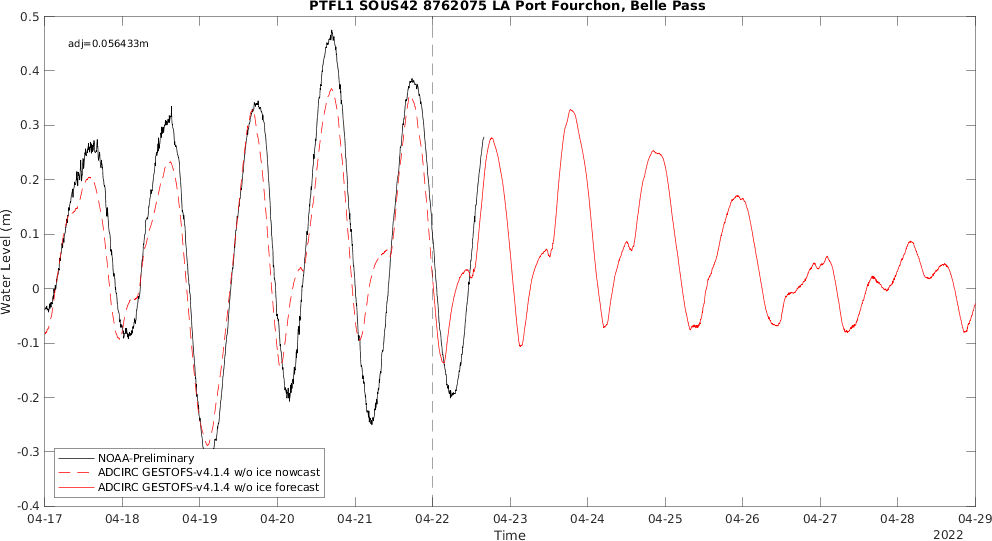 PTFL1 SOUS42 8762075 LA Port Fourchon, Belle Pass
adj=0.056433m
0.5
0.4
0.3
0.2
0.1
0
-0.1
-0.2
-0.3
-0.4
Water Level (m)
NOAA-Preliminary
ADCIRC GESTOFS-v4.1.4 w/o ice nowcast
ADCIRC GESTOFS-v4.1.4 w/o ice forecast
04-17 04-18 04-19 04-20 04-21 04-22 04-23 04-24 04-25 04-26 04-27 04-28 04-29
Time
2022